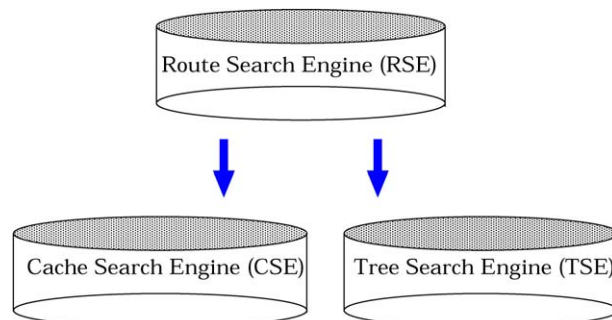 Route Search Engine (RSE)
Cache Search Engine (CSE)
Tree Search Engine (TSE)